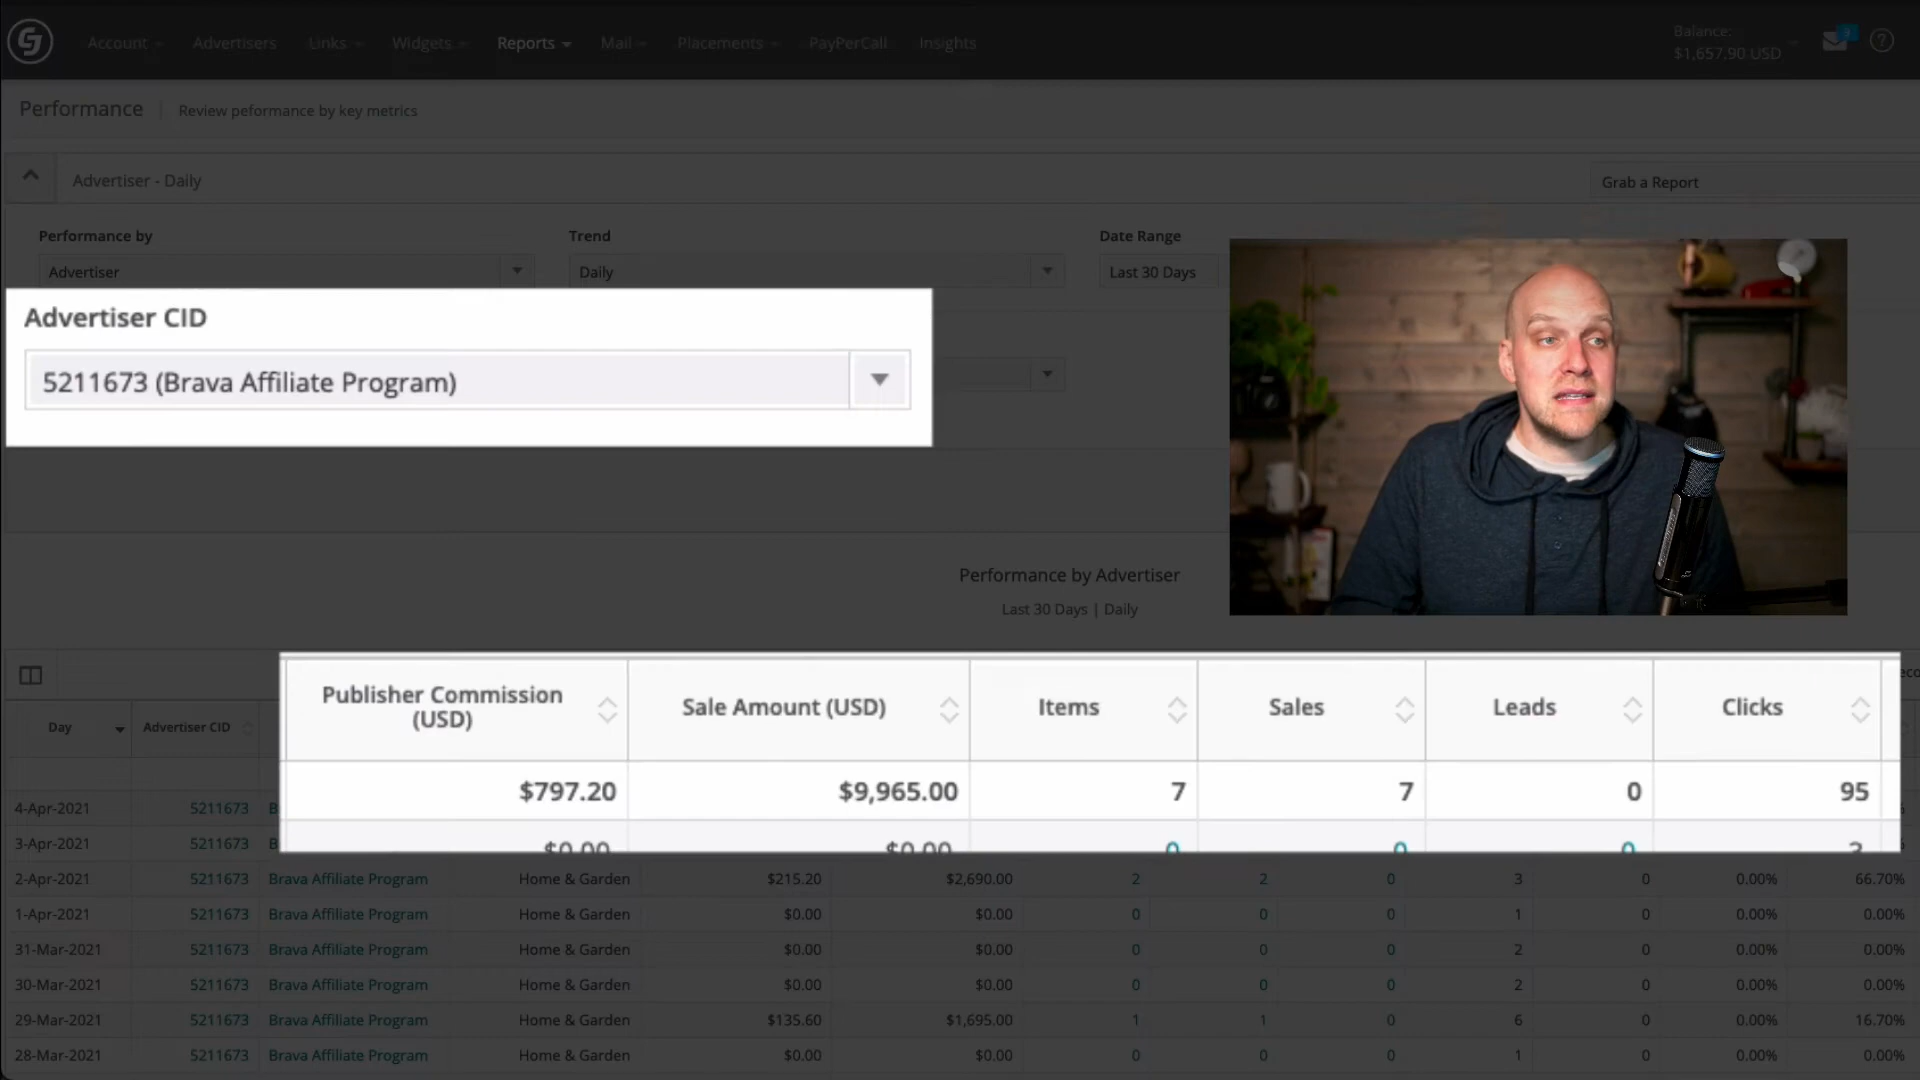 Account Advertisers Links Widgets Reports Mail Placements PayPerCall Insights
Balance:
$1,657.90 USD
?
Performance Review peformance by key metrics
Advertiser - Daily
Grab a Report
Performance by Trend Date Range
Advertiser Daily Last 30 Days
Advertiser CID
5211673 (Brava Affiliate Program)
Performance by Advertiser
Last 30 Days | Daily
Day Advertiser CID
Publisher Commission (USD) Sale Amount (USD) Items Sales Leads Clicks
$797.20 $9,965.00 7 7 0 95
4-Apr-2021 5211673
3-Apr-2021 5211673 $0.00 $0.00 0 0 0 3
2-Apr-2021 5211673 Brava Affiliate Program Home & Garden $215.20 $2,690.00 2 2 0 3 0 0.00% 66.70%
1-Apr-2021 5211673 Brava Affiliate Program Home & Garden $0.00 $0.00 0 0 0 1 0 0.00% 0.00%
31-Mar-2021 5211673 Brava Affiliate Program Home & Garden $0.00 $0.00 0 0 0 2 0 0.00% 0.00%
30-Mar-2021 5211673 Brava Affiliate Program Home & Garden $0.00 $0.00 0 0 0 2 0 0.00% 0.00%
29-Mar-2021 5211673 Brava Affiliate Program Home & Garden $135.60 $1,695.00 1 1 0 6 0 0.00% 16.70%
28-Mar-2021 5211673 Brava Affiliate Program Home & Garden $0.00 $0.00 0 0 0 1 0 0.00% 0.00%